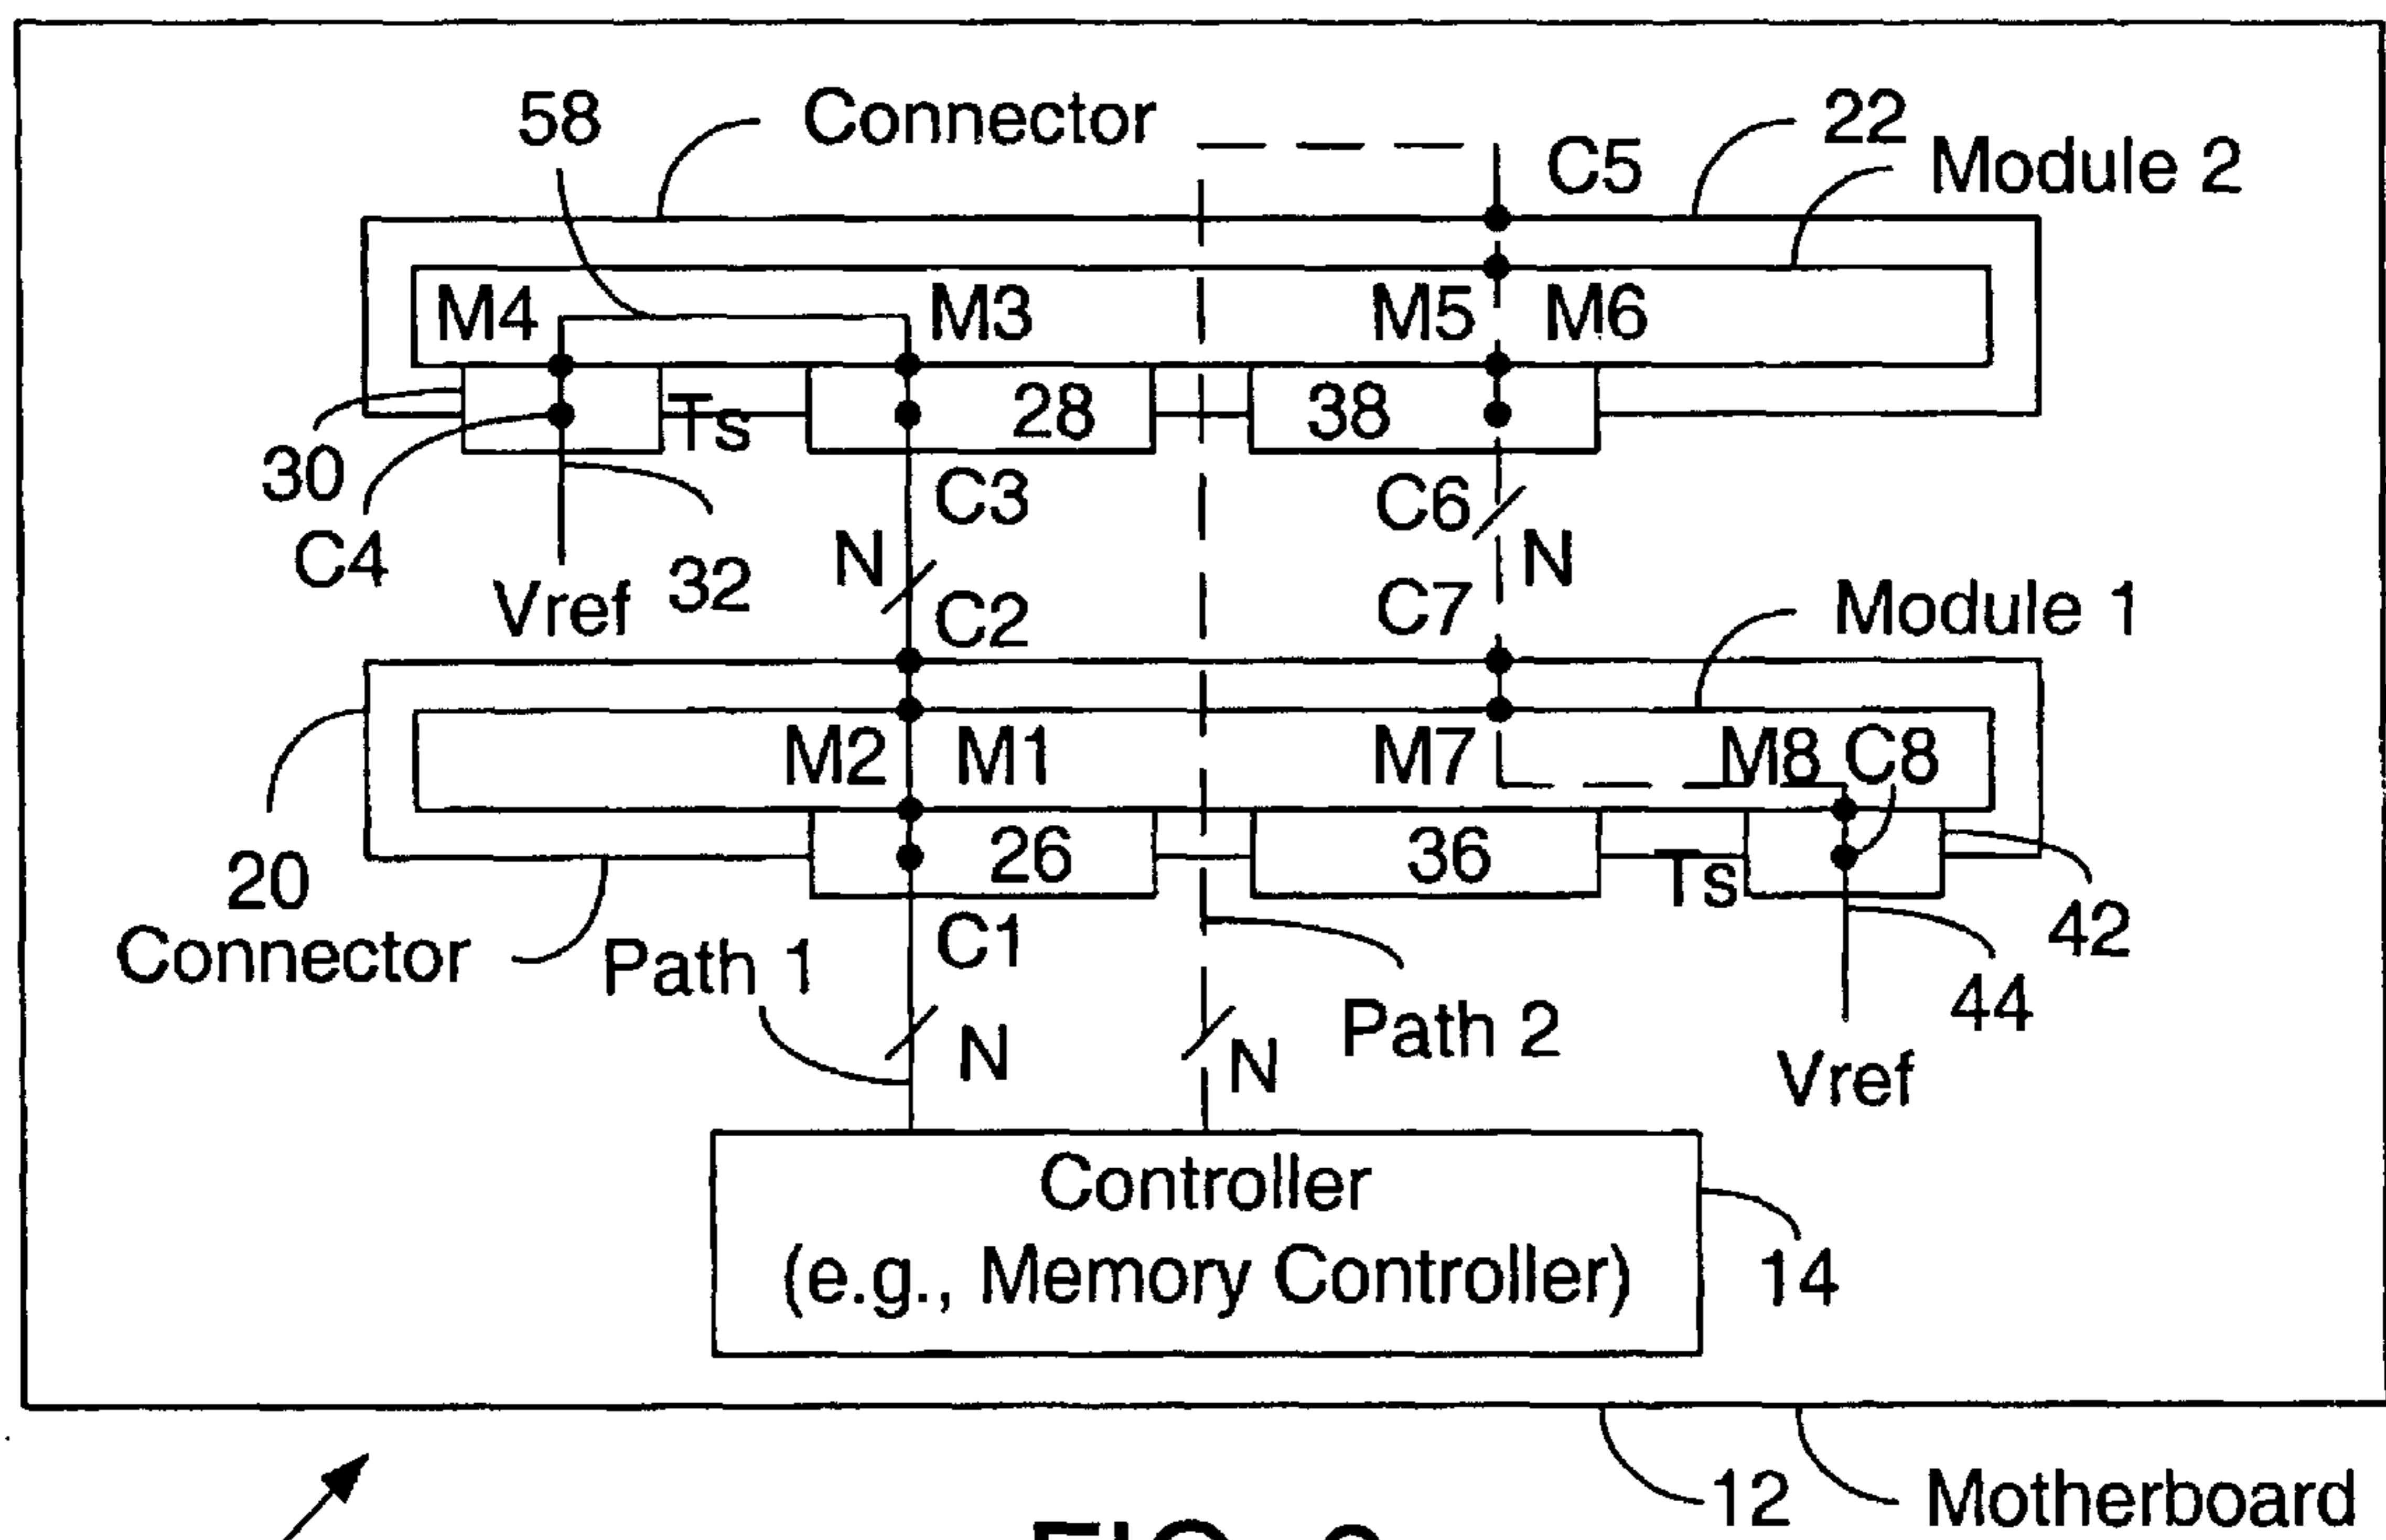 58
Connector
C5
22
Module 2
M4
M3
M5
M6
30
Ts
28
38
C4
Vref
32
C3
N
C2
C6
N
C7
Module 1
M2
M1
M7
M8
C8
20
Connector
26
36
Ts
42
Path 1
C1
N
N
Path 2
44
Vref
Controller
(e.g., Memory Controller)
14
12
Motherboard